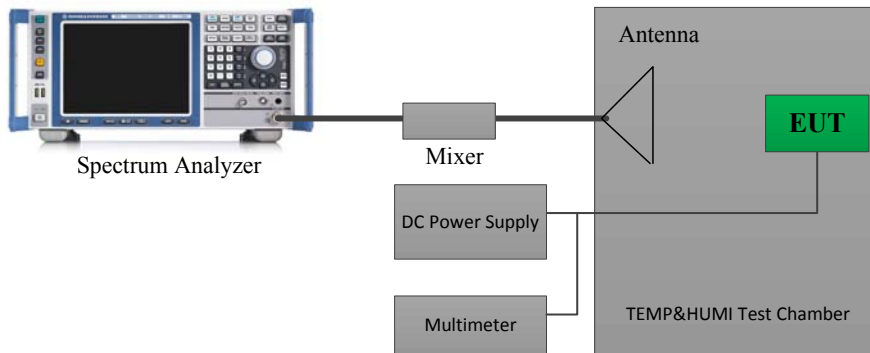 Antenna
EUT
Spectrum Analyzer
Mixer
DC Power Supply
Multimeter
TEMP&HUMI Test Chamber